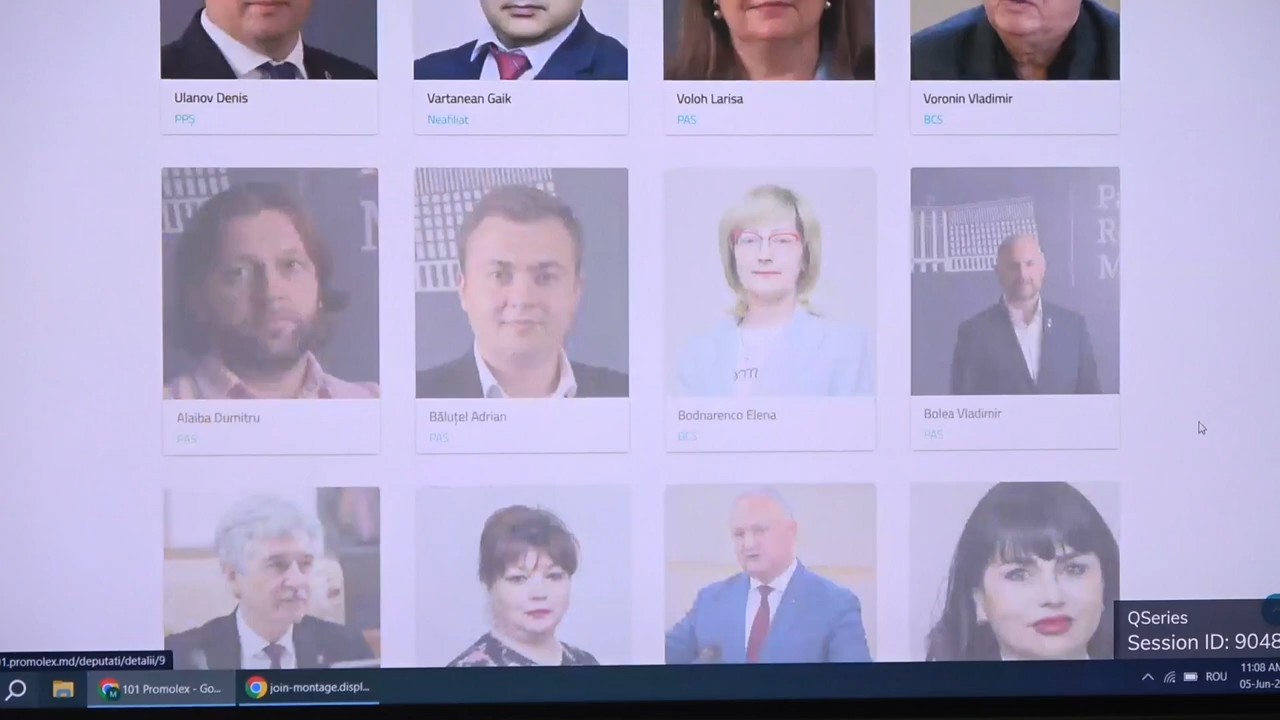 Ulanov Denis
PPȘ
Vartanean Gaik
Neafiliat
Voloh Larisa
PAS
Voronin Vladimir
BCS
Alaiba Dumitru
PAS
Băluțel Adrian
PAS
Bodnarenco Elena
BCS
Bolea Vladimir
PAS
QSeries
Session ID: 9048
1.promolex.md/deputati/detalii/9
101 Promolex - Go...
join-montage.displ...
ROU
11:08 AM
05-Jun-2